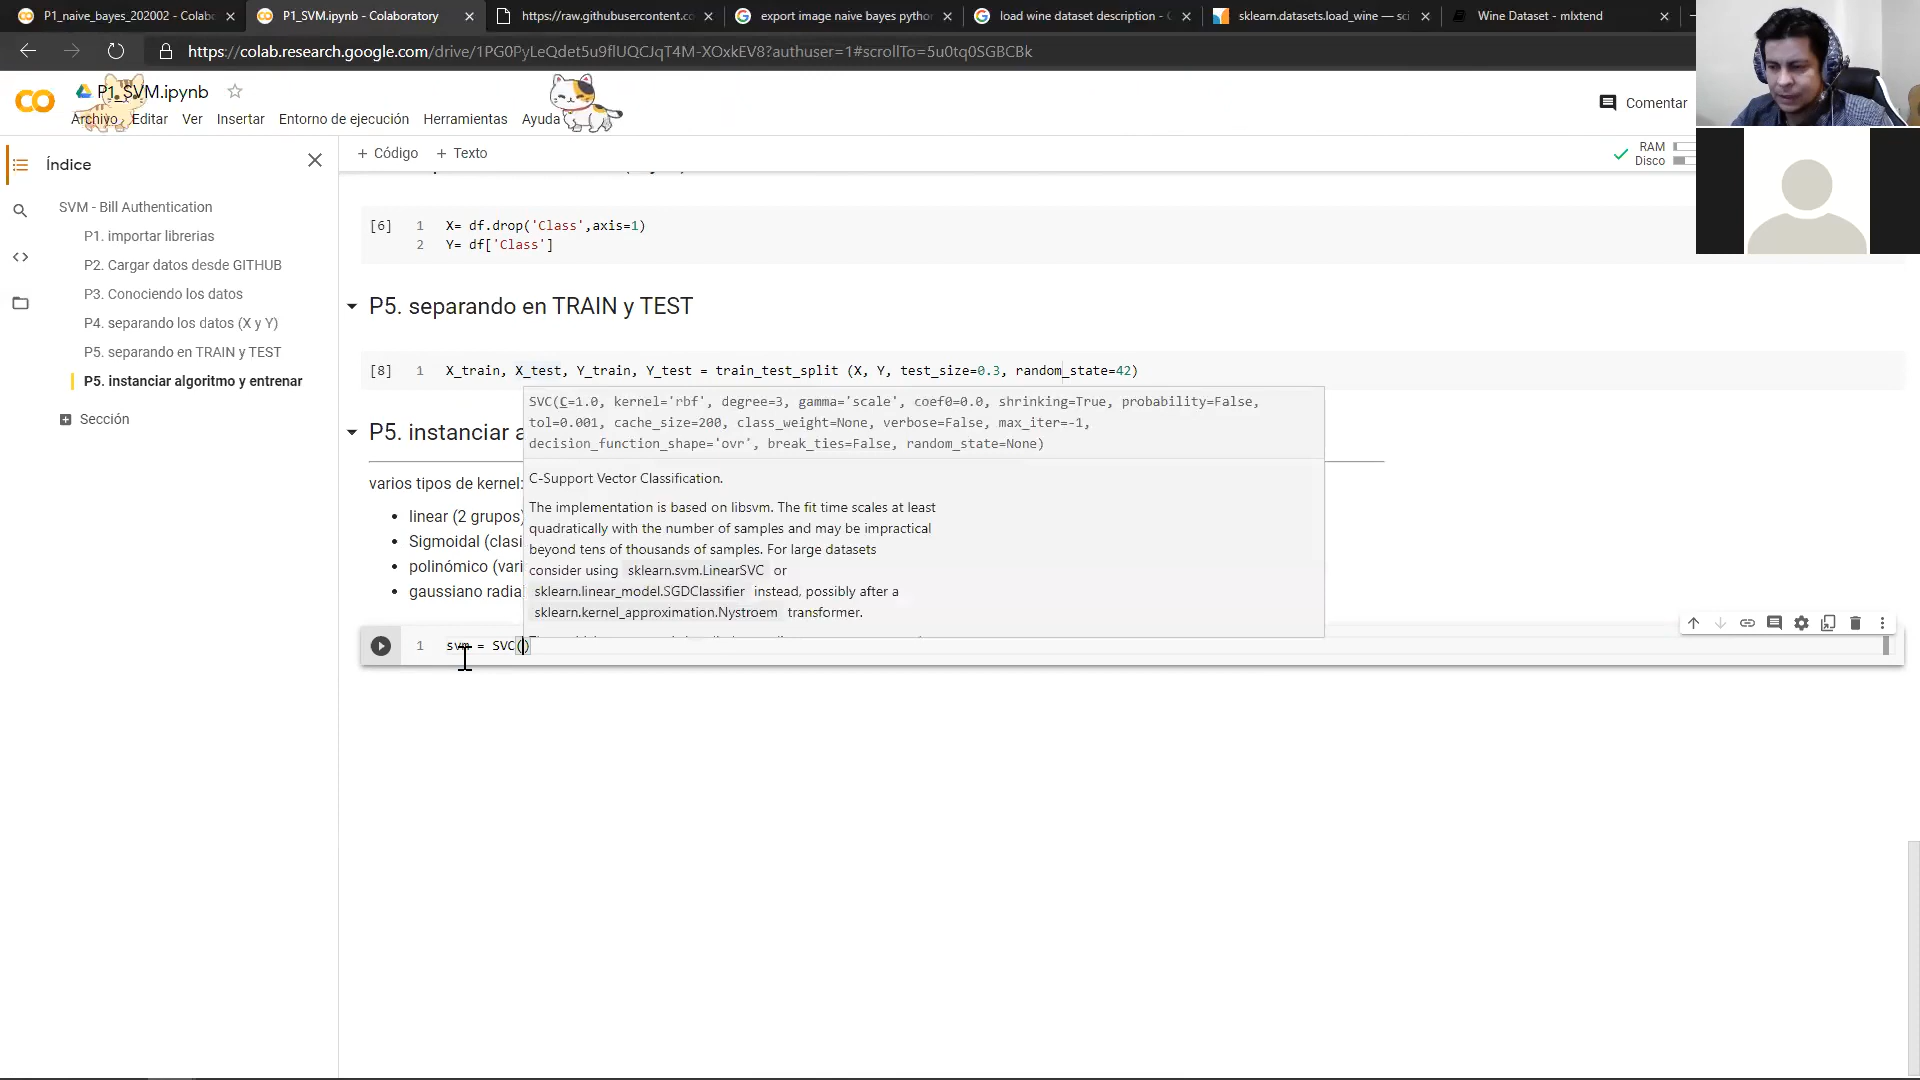 P1_naive_bayes_202002 - Colab
P1_SVM.ipynb - Colaboratory
https://raw.githubusercontent.co
export image naive bayes python
load wine dataset description -
sklearn.datasets.load_wine — sci
Wine Dataset - mlxtend
https://colab.research.google.com/drive/1PG0PyLeQdet5u9flUQCJqT4M-XOxkEV8?authuser=1#scrollTo=5u0tq0SGBCBk
P1_SVM.ipynb
Comentar
Archivo Editar Ver Insertar Entorno de ejecución Herramientas Ayuda
+ Código + Texto
RAM
Disco
Índice
SVM - Bill Authentication
P1. importar librerias
P2. Cargar datos desde GITHUB
P3. Conociendo los datos
P4. separando los datos (X y Y)
P5. separando en TRAIN y TEST
P5. instanciar algoritmo y entrenar
Sección
[6] 1 X= df.drop('Class',axis=1)
2 Y= df['Class']
P5. separando en TRAIN y TEST
[8] 1 X_train, X_test, Y_train, Y_test = train_test_split (X, Y, test_size=0.3, random_state=42)
P5. instanciar
varios tipos de kernel:
linear (2 grupos)
Sigmoidal (clasi
polinómico (vari
gaussiano radia
SVC(C=1.0, kernel='rbf', degree=3, gamma='scale', coef0=0.0, shrinking=True, probability=False,
tol=0.001, cache_size=200, class_weight=None, verbose=False, max_iter=-1,
decision_function_shape='ovr', break_ties=False, random_state=None)
C-Support Vector Classification.
The implementation is based on libsvm. The fit time scales at least
quadratically with the number of samples and may be impractical
beyond tens of thousands of samples. For large datasets
consider using sklearn.svm.LinearSVC or
sklearn.linear_model.SGDClassifier instead, possibly after a
sklearn.kernel_approximation.Nystroem transformer.
1 svm = SVC()